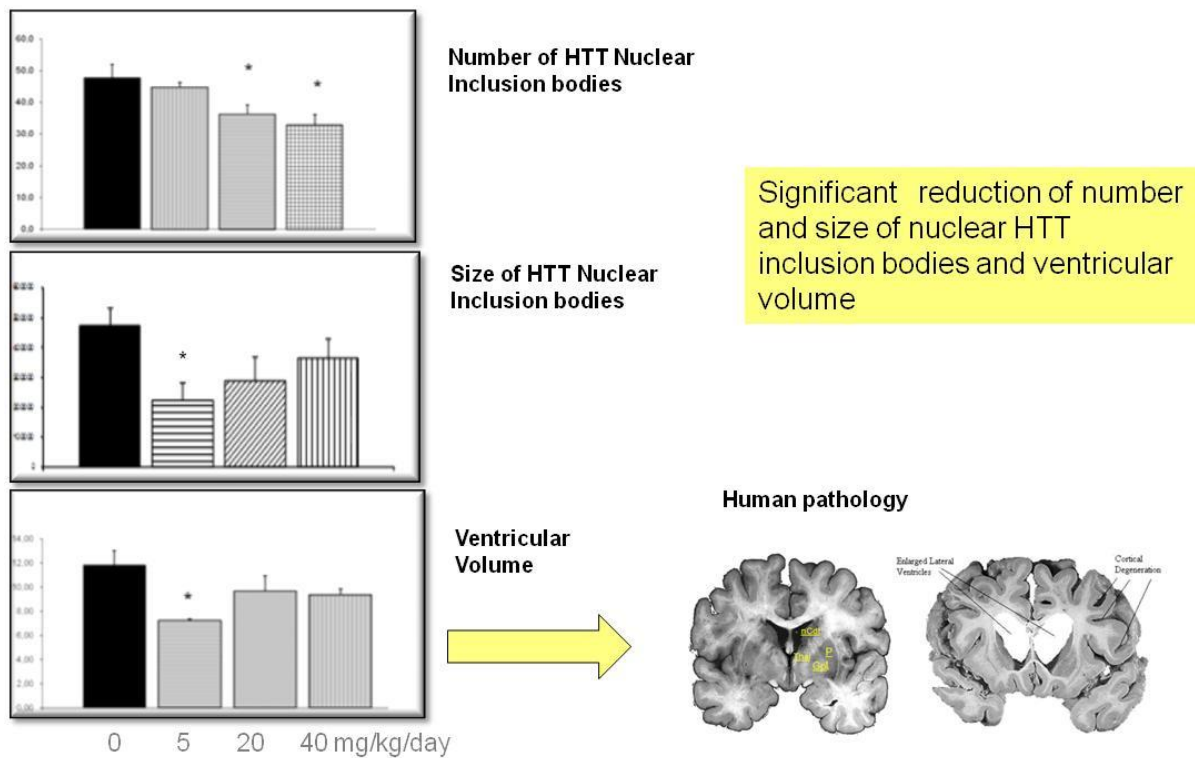 60.0
50.0
40.0
30.0
20.0
10.0
0.0
*
*
Number of HTT Nuclear
Inclusion bodies
Significant reduction of number
and size of nuclear HTT
inclusion bodies and ventricular
volume
*
Size of HTT Nuclear
Inclusion bodies
14.00
12.00
10.00
8.00
6.00
4.00
2.00
0.00
*
0 5 20 40 mg/kg/day
Ventricular
Volume
Human pathology
nCdt
P
Enlarged Lateral
Ventricles
Cortical
Degeneration